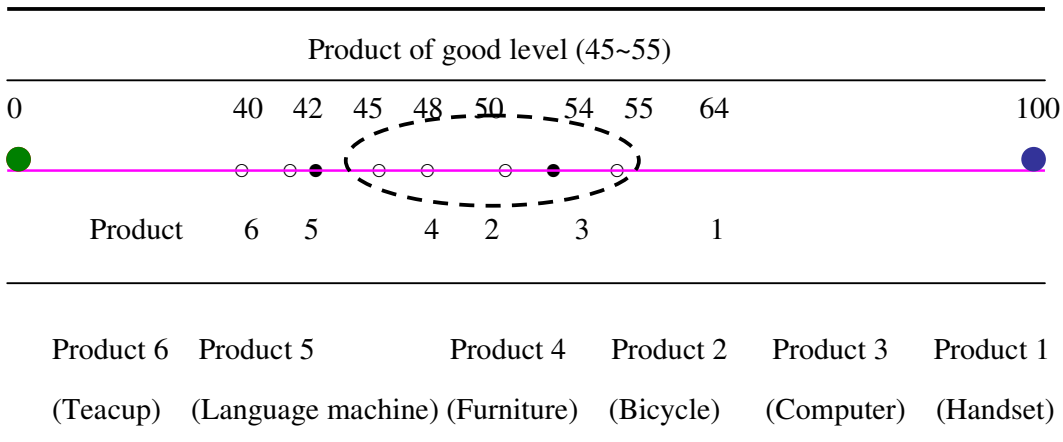 Product of good level (45~55)
0 40 42 45 48 50 54 55 64 100
Product 6 5 4 2 3 1
Product 6 Product 5 Product 4 Product 2 Product 3 Product 1
(Teacup) (Language machine) (Furniture) (Bicycle) (Computer) (Handset)